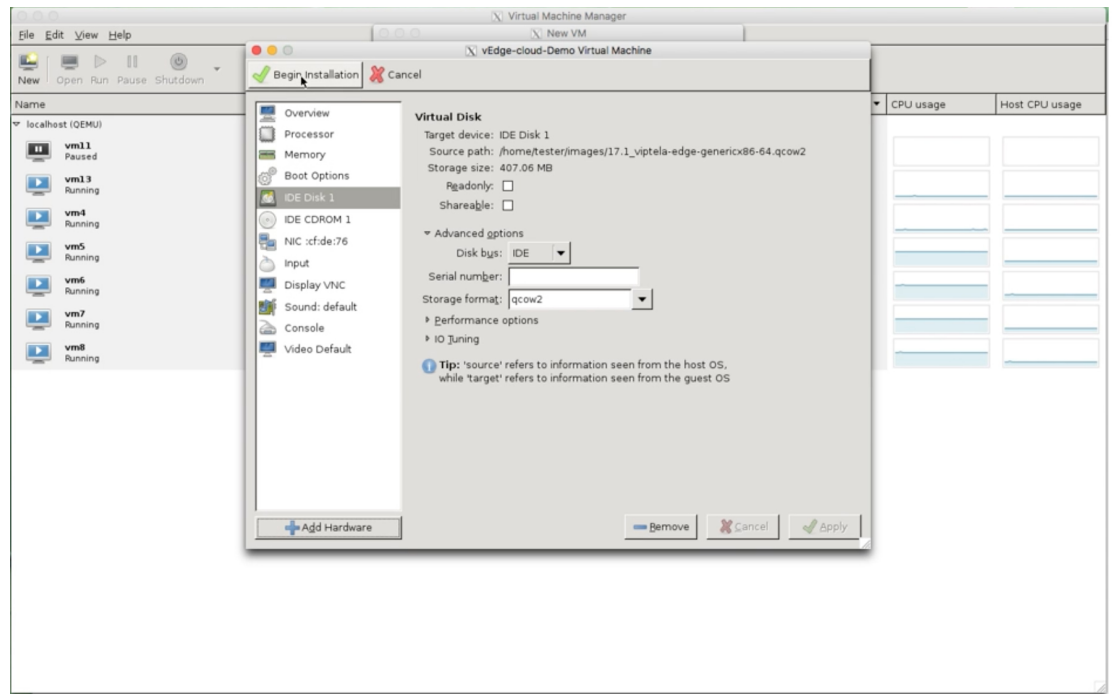 Virtual Machine Manager
File Edit View Help
New VM
vEdge-cloud-Demo Virtual Machine
New Open Run Pause Shutdown
Begin Installation Cancel
Name
CPU usage
Host CPU usage
localhost (QEMU)
vm11
Paused
vm13
Running
vm4
Running
vm5
Running
vm6
Running
vm7
Running
vm8
Running
Overview
Processor
Memory
Boot Options
IDE Disk 1
IDE CDROM 1
NIC :cf:de:76
Input
Display VNC
Sound: default
Console
Video Default
Add Hardware
Virtual Disk
Target device: IDE Disk 1
Source path: /home/tester/images/17.1_viptela-edge-genericx86-64.qcow2
Storage size: 407.06 MB
Readonly:
Shareable:
Advanced options
Disk bus: IDE
Serial number:
Storage format: qcow2
Performance options
IO Tuning
Tip: 'source' refers to information seen from the host OS,
while 'target' refers to information seen from the guest OS
Remove Cancel Apply